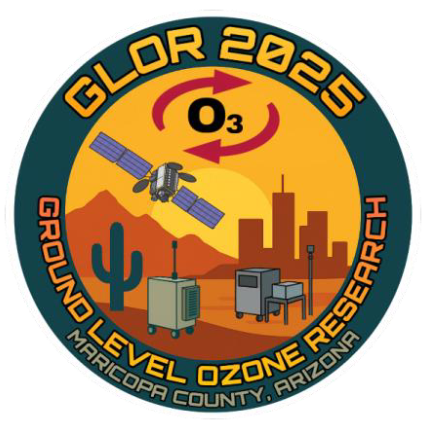 GLOR 2025
O3
GROUND LEVEL OZONE RESEARCH
MARICOPA COUNTY, ARIZONA